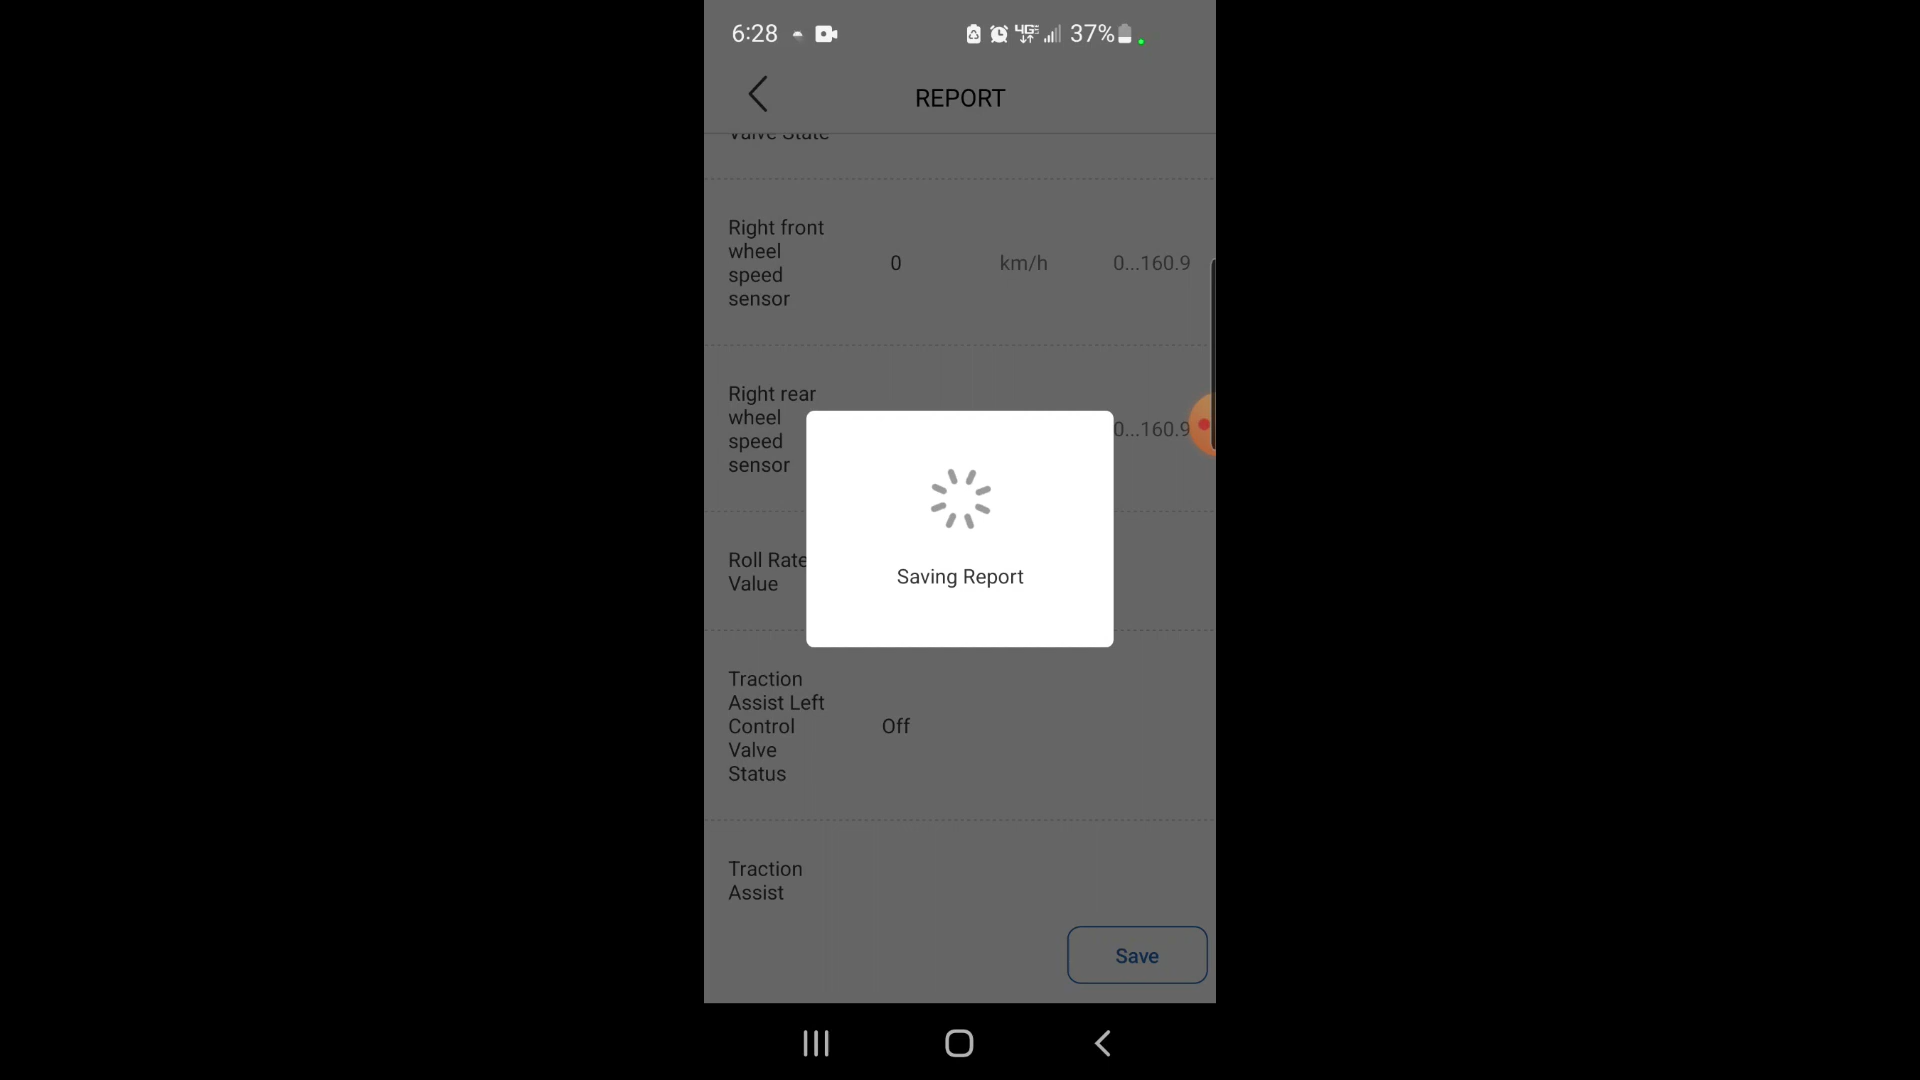 6:28
4GE 37%
REPORT
Valve State
Right front
wheel
speed
sensor
0
km/h
0...160.9
Right rear
wheel
speed
sensor
0...160.9
Roll Rate
Value
Saving Report
Traction
Assist Left
Control
Valve
Status
Off
Traction
Assist
Save